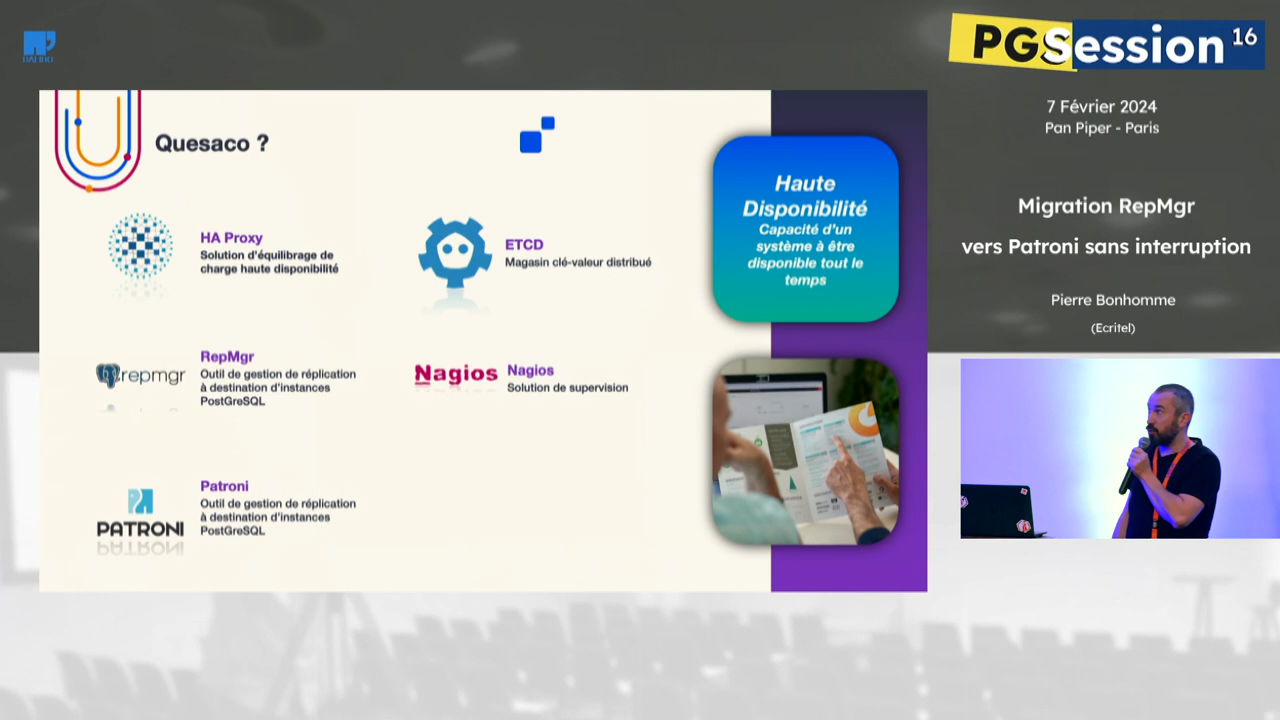 PGSession 16
7 Février 2024
Pan Piper - Paris
Migration RepMgr
vers Patroni sans interruption
Pierre Bonhomme
(Ecritel)
Quesaco ?
HA Proxy
Solution d'équilibrage de
charge haute disponibilité
ETCD
Magasin clé-valeur distribué
repmgr
RepMgr
Outil de gestion de réplication
à destination d'instances
PostGreSQL
Nagios
Nagios
Solution de supervision
PATRONI
Patroni
Outil de gestion de réplication
à destination d'instances
PostGreSQL
Haute
Disponibilité
Capacité d'un
système à être
disponible tout le
temps